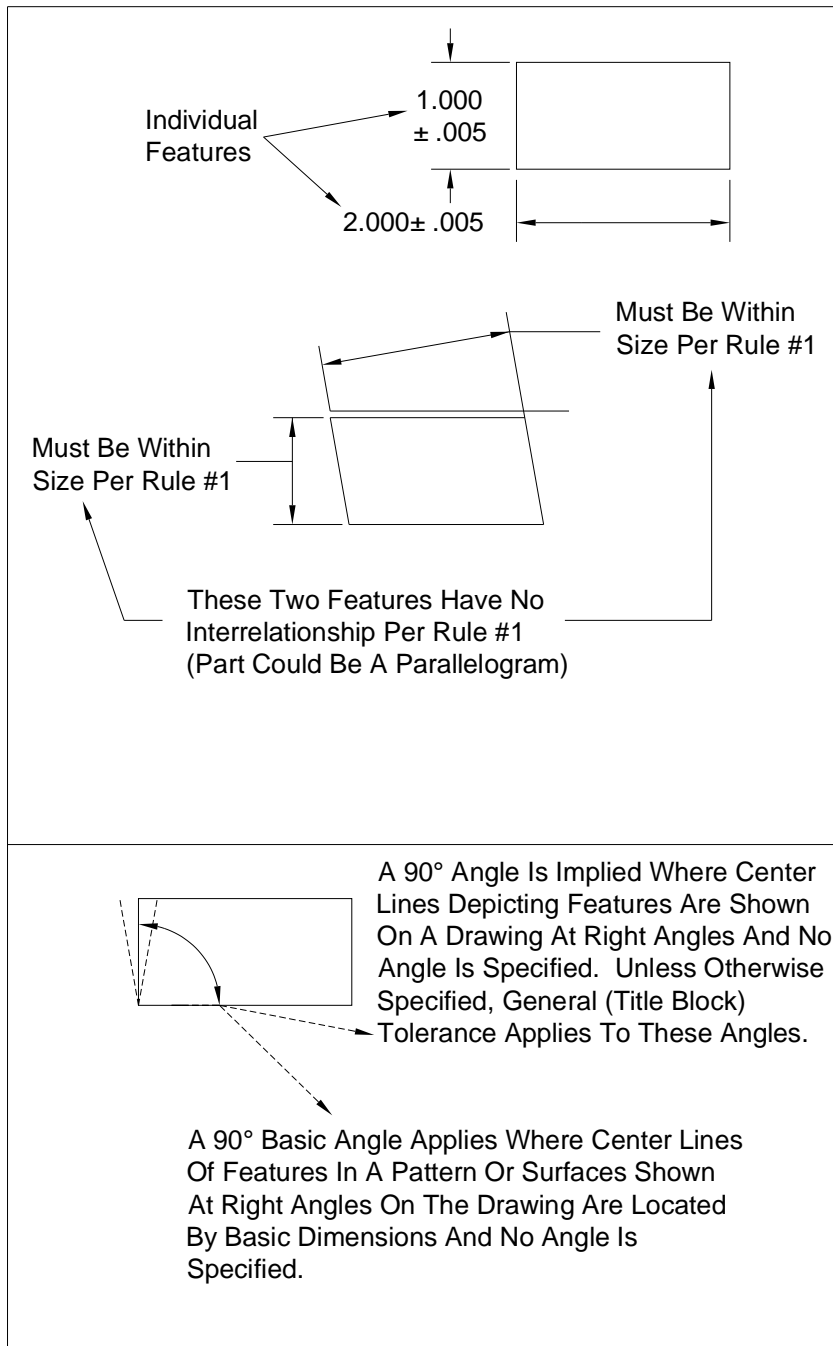 Individual
Features
1.000
± .005
2.000± .005
Must Be Within
Size Per Rule #1
Must Be Within
Size Per Rule #1
These Two Features Have No
Interrelationship Per Rule #1
(Part Could Be A Parallelogram)
A 90° Angle Is Implied Where Center
Lines Depicting Features Are Shown
On A Drawing At Right Angles And No
Angle Is Specified.  Unless Otherwise
Specified, General (Title Block)
Tolerance Applies To These Angles.
A 90° Basic Angle Applies Where Center Lines
Of Features In A Pattern Or Surfaces Shown
At Right Angles On The Drawing Are Located
By Basic Dimensions And No Angle Is
Specified.